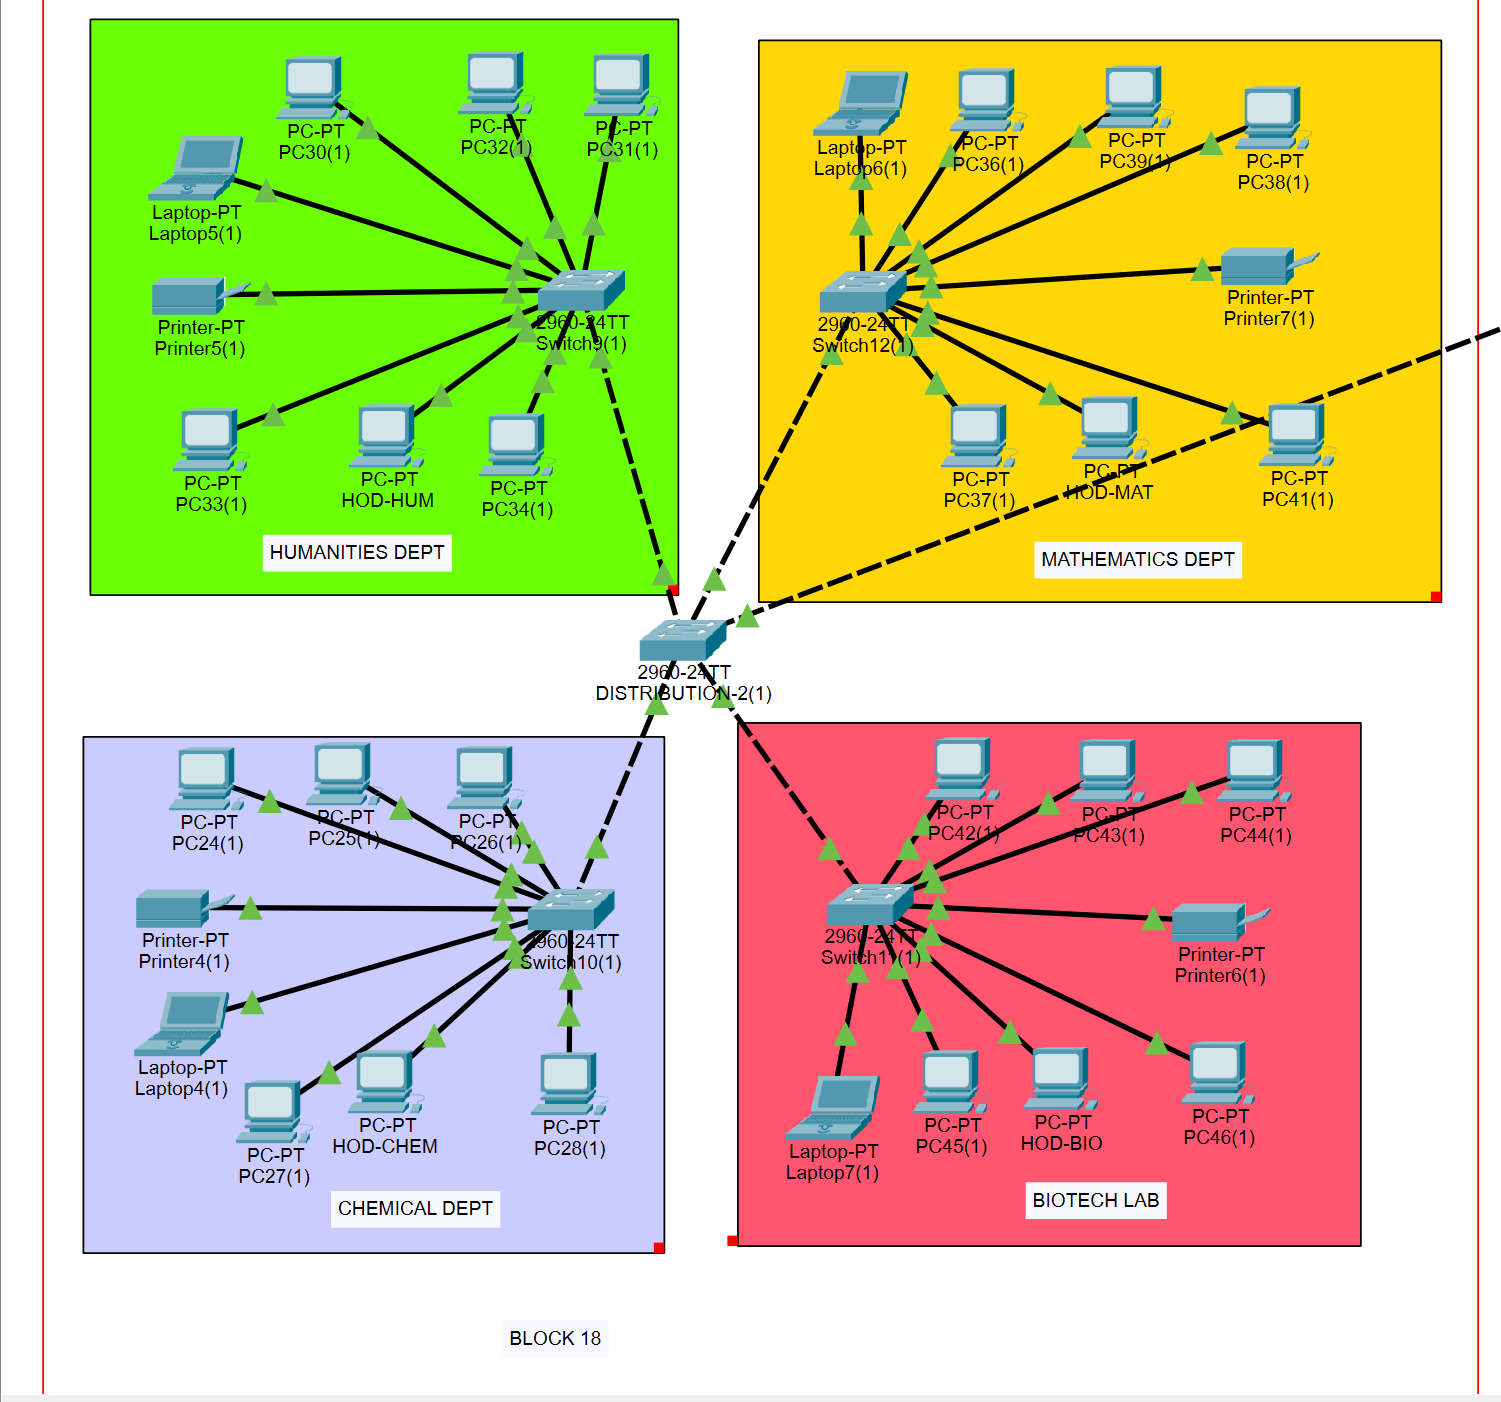 PC-PT
PC30(1)
PC-PT
PC32(1)
PC-PT
PC31(1)
Laptop-PT
Laptop5(1)
Printer-PT
Printer5(1)
2960-24TT
Switch9(1)
PC-PT
PC33(1)
PC-PT
HOD-HUM
PC-PT
PC34(1)
HUMANITIES DEPT
Laptop-PT
Laptop6(1)
PC-PT
PC36(1)
PC-PT
PC39(1)
PC-PT
PC38(1)
Printer-PT
Printer7(1)
2960-24TT
Switch12(1)
PC-PT
PC37(1)
PC-PT
HOD-MAT
PC-PT
PC41(1)
MATHEMATICS DEPT
2960-24TT
DISTRIBUTION-2(1)
PC-PT
PC24(1)
PC-PT
PC25(1)
PC-PT
PC26(1)
Printer-PT
Printer4(1)
2960-24TT
Switch10(1)
Laptop-PT
Laptop4(1)
PC-PT
PC27(1)
PC-PT
HOD-CHEM
PC-PT
PC28(1)
CHEMICAL DEPT
PC-PT
PC42(1)
PC-PT
PC43(1)
PC-PT
PC44(1)
2960-24TT
Switch11(1)
Printer-PT
Printer6(1)
Laptop-PT
Laptop7(1)
PC-PT
PC45(1)
PC-PT
HOD-BIO
PC-PT
PC46(1)
BIOTECH LAB
BLOCK 18